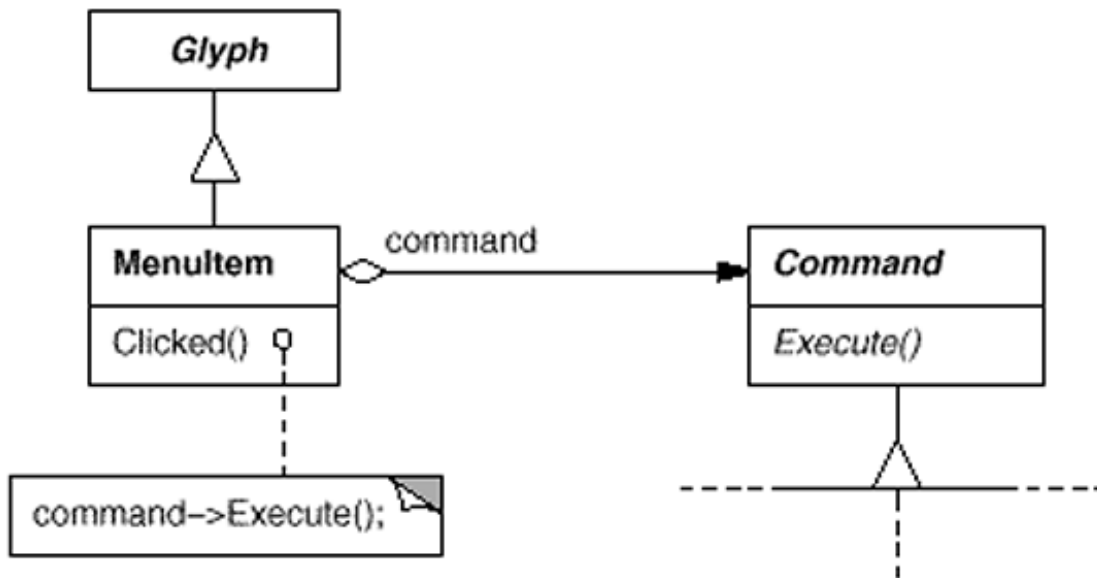 Glyph
MenuItem
command
Command
Clicked()
Execute()
command->Execute();